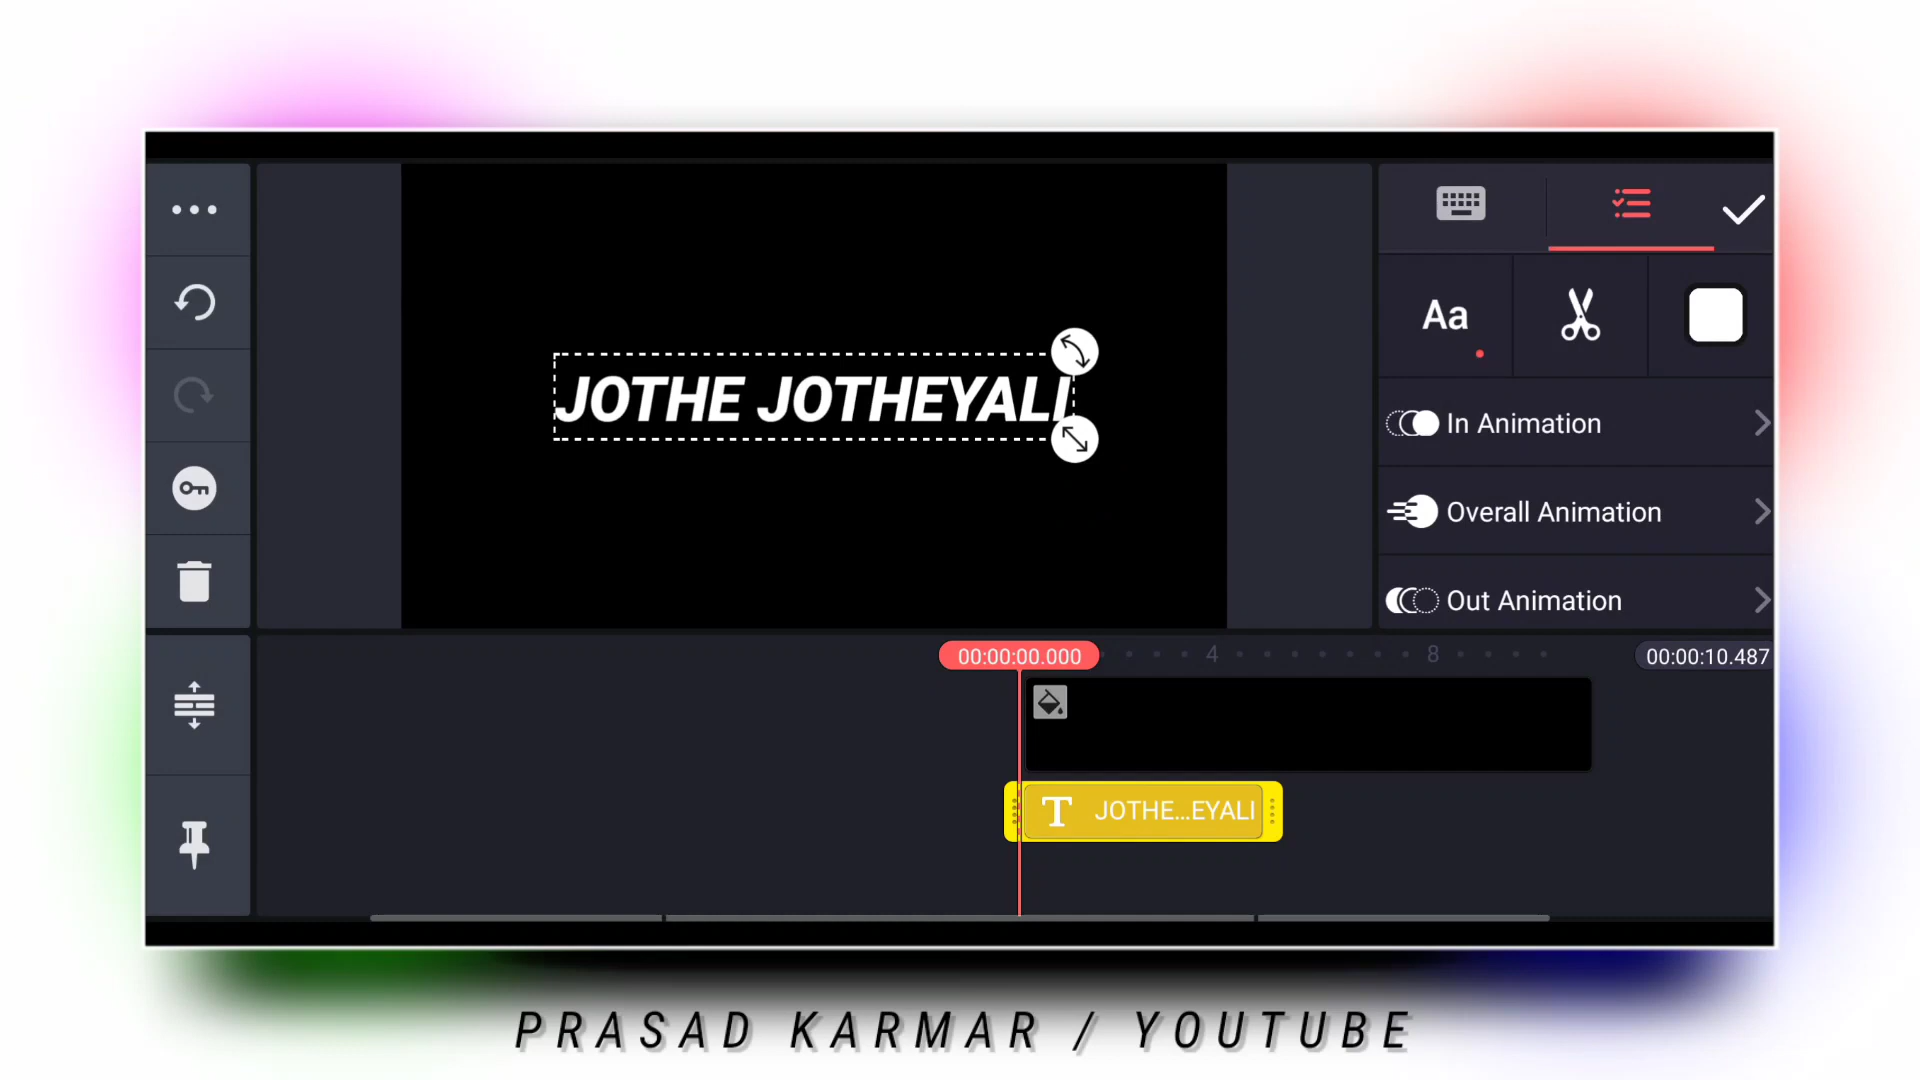 Aa
JOTHE JOTHEYALI
In Animation
Overall Animation
Out Animation
00:00:00.000
4
8
00:00:10.487
T JOTHE...EYALI
PRASAD KARMAR / YOUTUBE